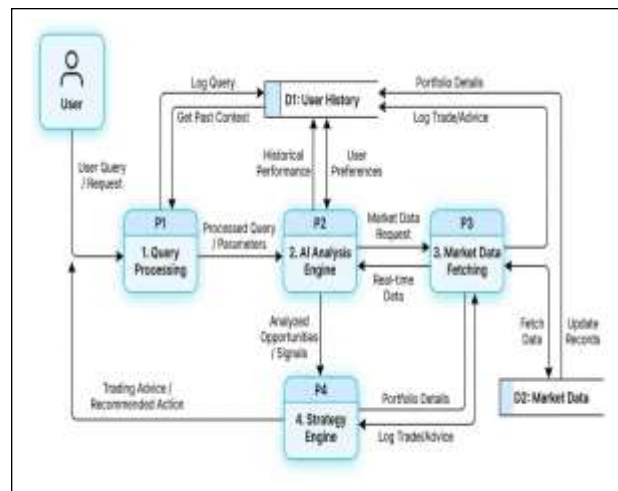 User
Log Query
D1: User History
Portfolio Details
Get Past Context
Log Trade/Advice
User Query
/ Request
Historical
Performance
User
Preferences
P1
1. Query
Processing
Processed Query
/ Parameters
P2
2. AI Analysis
Engine
Market Data
Request
Real-time
Data
P3
3. Market Data
Fetching
Analyzed
Opportunities
/ Signals
Fetch
Data
Update
Records
D2: Market Data
Trading Advice /
Recommended Action
P4
4. Strategy
Engine
Portfolio Details
Log Trade/Advice